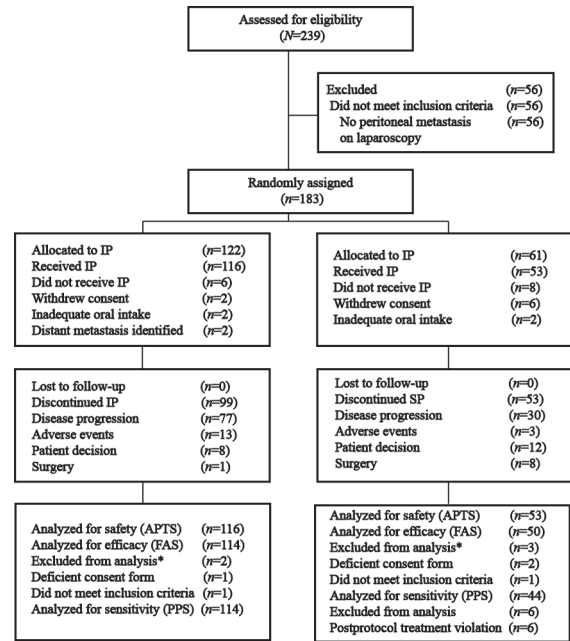 Assessed for eligibility
(N=239)
Excluded (n=56)
Did not meet inclusion criteria (n=56)
No peritoneal metastasis (n=56)
on laparoscopy
Randomly assigned
(n=183)
Allocated to IP (n=122)
Received IP (n=116)
Did not receive IP (n=6)
Withdrew consent (n=2)
Inadequate oral intake (n=2)
Distant metastasis identified (n=2)
Allocated to IP (n=61)
Received IP (n=53)
Did not receive IP (n=8)
Withdrew consent (n=6)
Inadequate oral intake (n=2)
Lost to follow-up (n=0)
Discontinued IP (n=99)
Disease progression (n=77)
Adverse events (n=13)
Patient decision (n=8)
Surgery (n=1)
Lost to follow-up (n=0)
Discontinued SP (n=53)
Disease progression (n=30)
Adverse events (n=3)
Patient decision (n=12)
Surgery (n=8)
Analyzed for safety (APTS) (n=116)
Analyzed for efficacy (FAS) (n=114)
Excluded from analysis* (n=2)
Deficient consent form (n=1)
Did not meet inclusion criteria (n=1)
Analyzed for sensitivity (PPS) (n=114)
Analyzed for safety (APTS) (n=53)
Analyzed for efficacy (FAS) (n=50)
Excluded from analysis* (n=3)
Deficient consent form (n=2)
Did not meet inclusion criteria (n=1)
Analyzed for sensitivity (PPS) (n=44)
Excluded from analysis (n=6)
Postprotocol treatment violation (n=6)